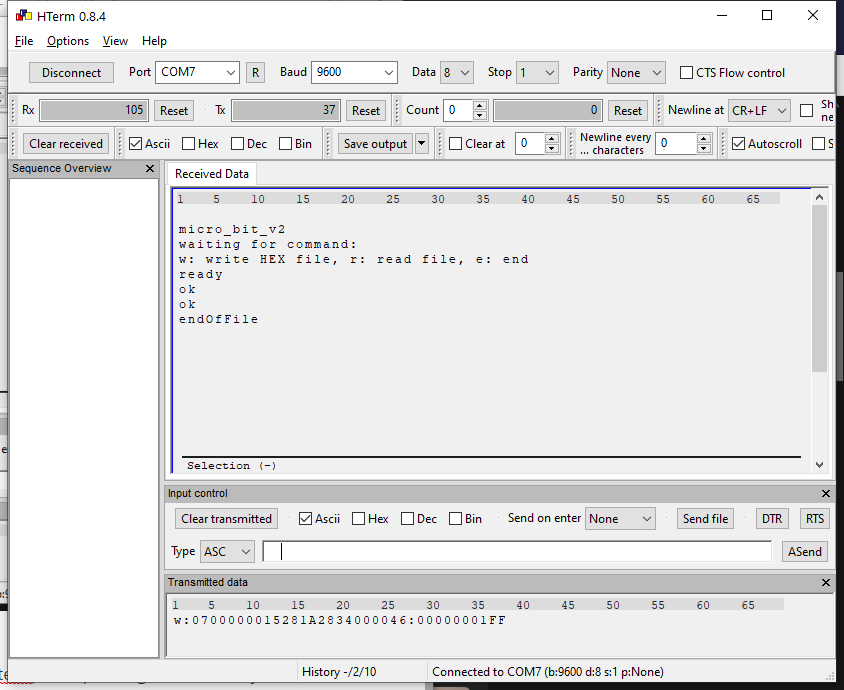 HTerm 0.8.4
File Options View Help
Disconnect Port COM7 R Baud 9600 Data 8 Stop 1 Parity None CTS Flow control
Rx 105 Reset Tx 37 Reset Count 0 0 Reset Newline at CR+LF Sh
ne
Clear received Ascii Hex Dec Bin Save output Clear at 0 Newline every
... characters 0 Autoscroll S
Sequence Overview
Received Data
1 5 10 15 20 25 30 35 40 45 50 55 60 65
micro_bit_v2
waiting for command:
w: write HEX file, r: read file, e: end
ready
ok
ok
endOfFile
Selection (-)
Input control
Clear transmitted Ascii Hex Dec Bin Send on enter None Send file DTR RTS
Type ASC ASend
Transmitted data
1 5 10 15 20 25 30 35 40 45 50 55 60 65
w:0700000015281A2834000046:00000001FF
History -/2/10 Connected to COM7 (b:9600 d:8 s:1 p:None)